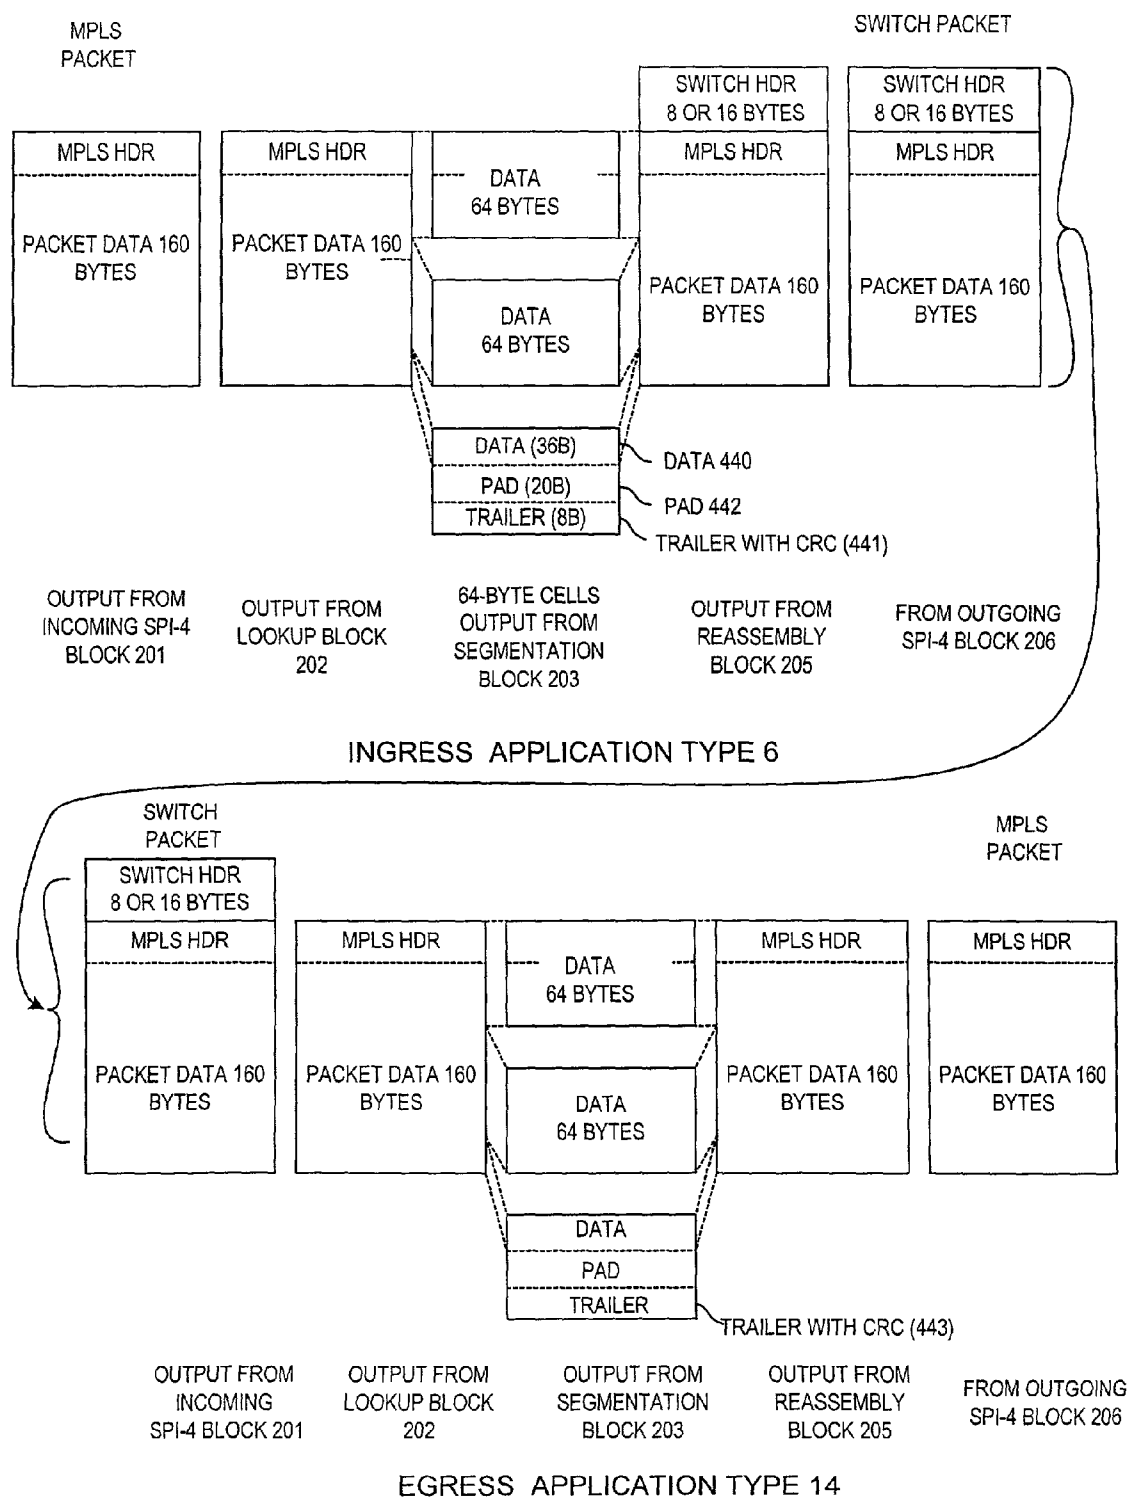 MPLS
PACKET
SWITCH PACKET
MPLS HDR
PACKET DATA 160
BYTES
MPLS HDR
PACKET DATA 160
BYTES
DATA
64 BYTES
DATA
64 BYTES
DATA (36B)
PAD (20B)
TRAILER (8B)
DATA 440
PAD 442
TRAILER WITH CRC (441)
SWITCH HDR
8 OR 16 BYTES
MPLS HDR
PACKET DATA 160
BYTES
SWITCH HDR
8 OR 16 BYTES
MPLS HDR
PACKET DATA 160
BYTES
OUTPUT FROM
INCOMING SPI-4
BLOCK 201
OUTPUT FROM
LOOKUP BLOCK
202
64-BYTE CELLS
OUTPUT FROM
SEGMENTATION
BLOCK 203
OUTPUT FROM
REASSEMBLY
BLOCK 205
FROM OUTGOING
SPI-4 BLOCK 206
INGRESS APPLICATION TYPE 6
SWITCH
PACKET
MPLS
PACKET
SWITCH HDR
8 OR 16 BYTES
MPLS HDR
PACKET DATA 160
BYTES
MPLS HDR
PACKET DATA 160
BYTES
DATA
64 BYTES
DATA
64 BYTES
DATA
PAD
TRAILER
TRAILER WITH CRC (443)
MPLS HDR
PACKET DATA 160
BYTES
MPLS HDR
PACKET DATA 160
BYTES
OUTPUT FROM
INCOMING
SPI-4 BLOCK 201
OUTPUT FROM
LOOKUP BLOCK
202
OUTPUT FROM
SEGMENTATION
BLOCK 203
OUTPUT FROM
REASSEMBLY
BLOCK 205
FROM OUTGOING
SPI-4 BLOCK 206
EGRESS APPLICATION TYPE 14